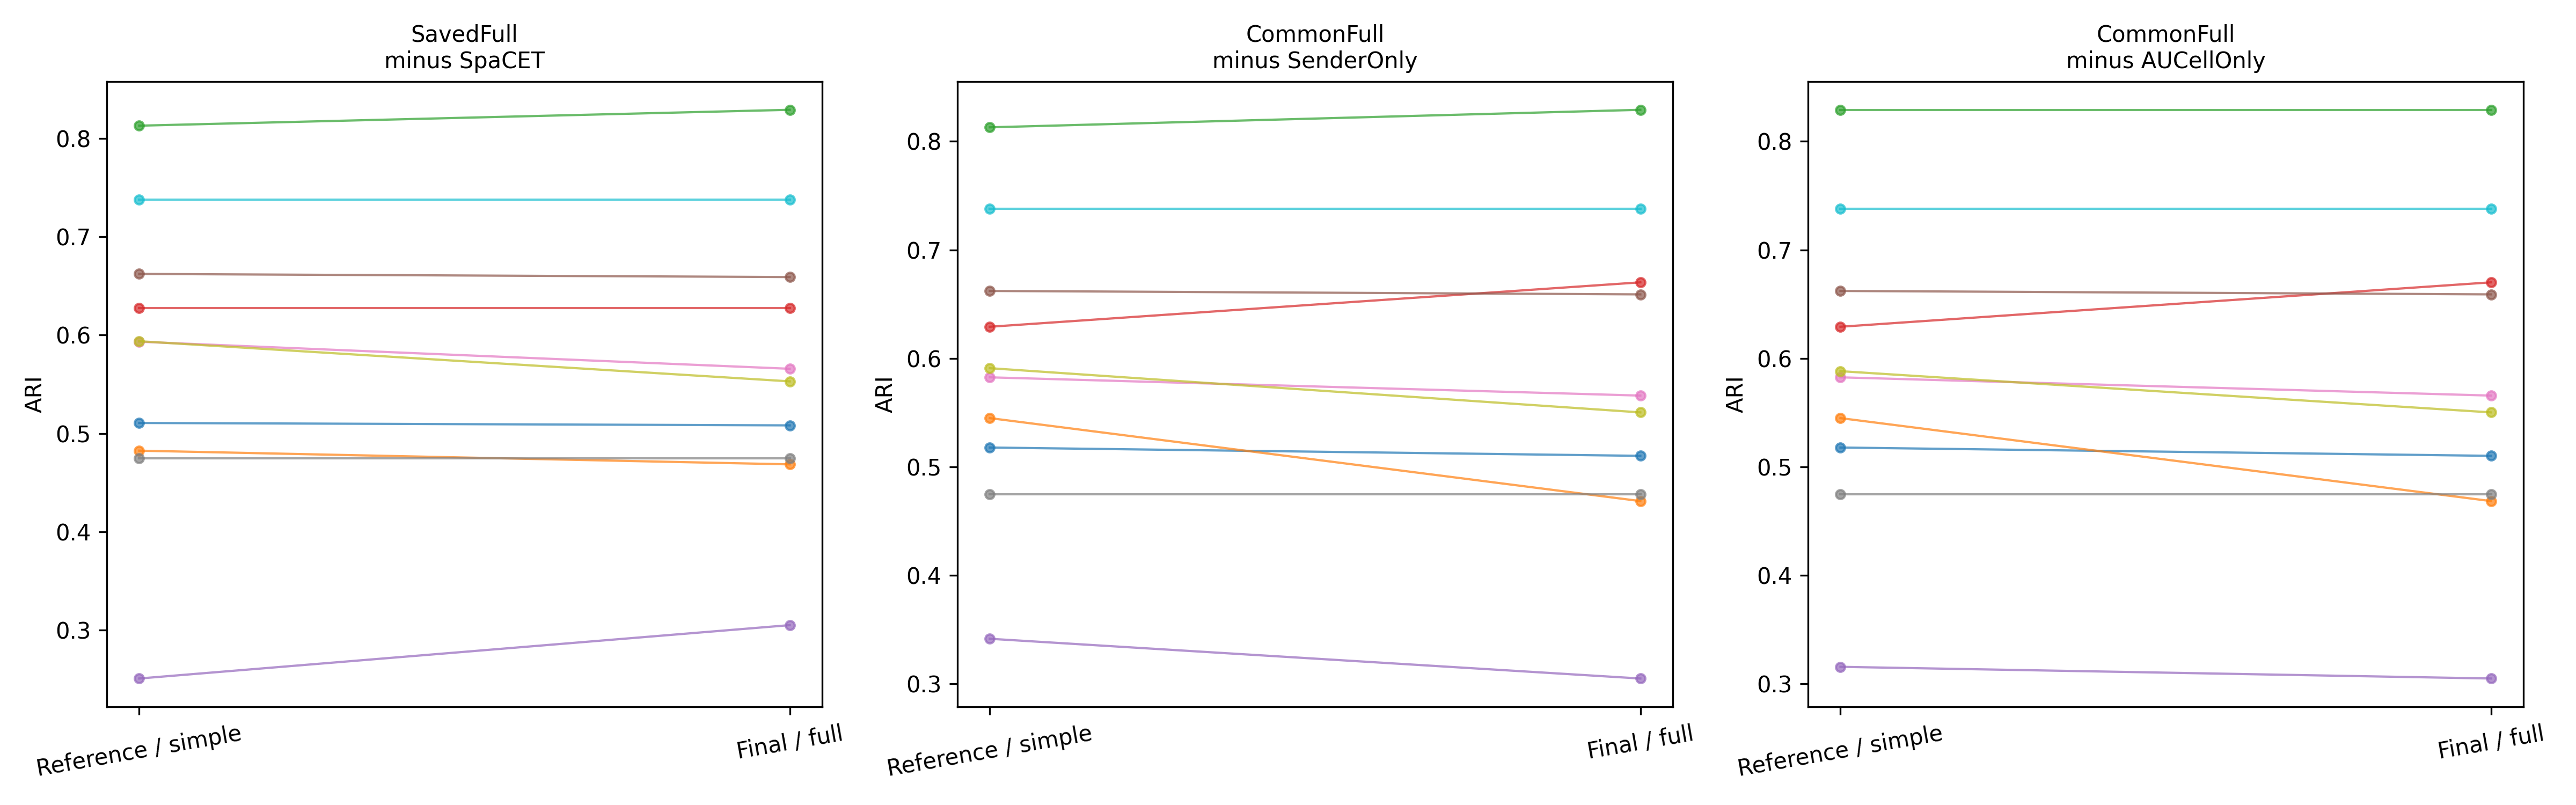 SavedFull
minus SpaCET
ARI
0.8
0.7
0.6
0.5
0.4
0.3
Reference / simple
Final / full
CommonFull
minus SenderOnly
ARI
0.8
0.7
0.6
0.5
0.4
0.3
Reference / simple
Final / full
CommonFull
minus AUCellOnly
ARI
0.8
0.7
0.6
0.5
0.4
0.3
Reference / simple
Final / full